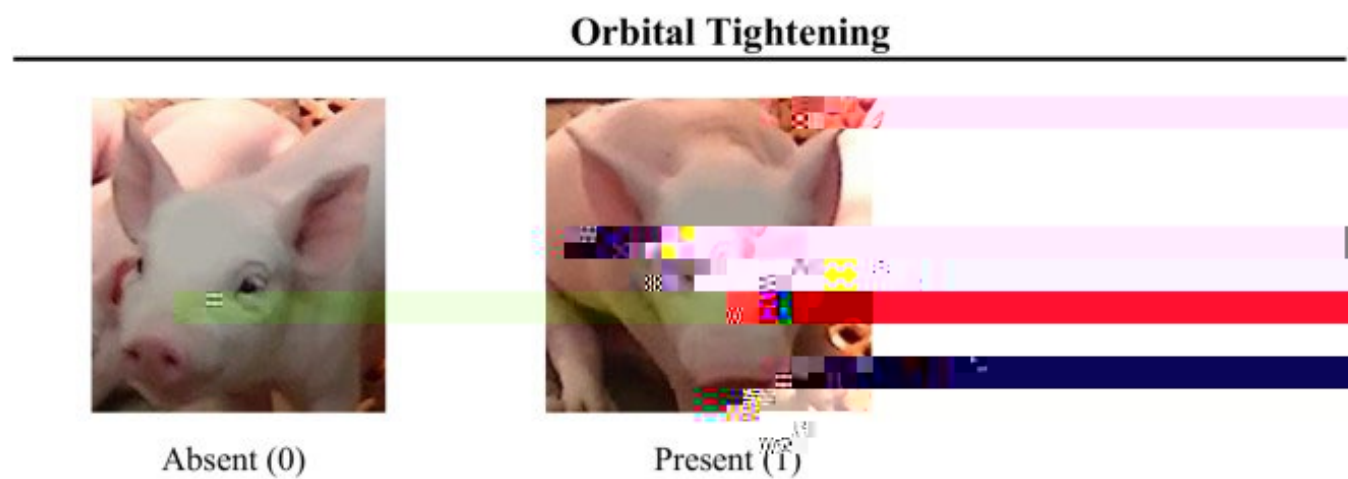 Orbital Tightening
Absent (0)
Present (1)